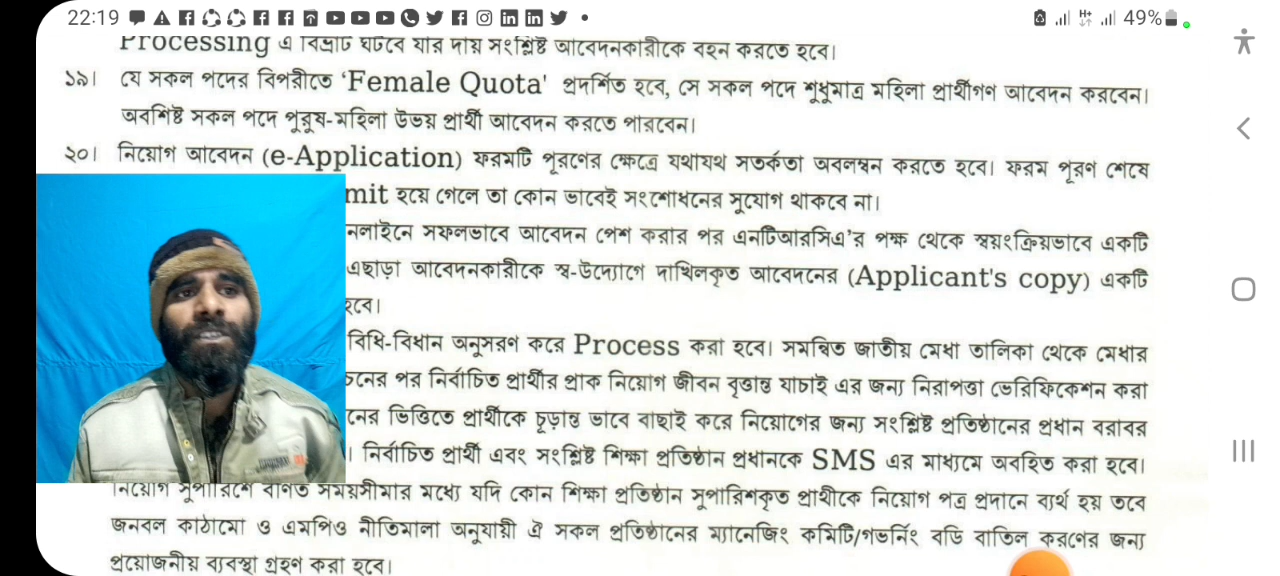 22:19
H+
49%
Processing এ বিভ্রাট ঘটবে যার দায় সংশ্লিষ্ট আবেদনকারীকে বহন করতে হবে।
১৯। যে সকল পদের বিপরীতে ‘Female Quota' প্রদর্শিত হবে, সে সকল পদে শুধুমাত্র মহিলা প্রার্থীগণ আবেদন করবেন।
অবশিষ্ট সকল পদে পুরুষ-মহিলা উভয় প্রার্থী আবেদন করতে পারবেন।
২০। নিয়োগ আবেদন (e-Application) ফরমটি পূরণের ক্ষেত্রে যথাযথ সতর্কতা অবলম্বন করতে হবে। ফরম পূরণ শেষে
mit হয়ে গেলে তা কোন ভাবেই সংশোধনের সুযোগ থাকবে না।
নলাইনে সফলভাবে আবেদন পেশ করার পর এনটিআরসিএ’র পক্ষ থেকে স্বয়ংক্রিয়ভাবে একটি
এছাড়া আবেদনকারীকে স্ব-উদ্যোগে দাখিলকৃত আবেদনের (Applicant's copy) একটি
হবে।
বিধি-বিধান অনুসরণ করে Process করা হবে। সমন্বিত জাতীয় মেধা তালিকা থেকে মেধার
চনের পর নির্বাচিত প্রার্থীর প্রাক নিয়োগ জীবন বৃত্তান্ত যাচাই এর জন্য নিরাপত্তা ভেরিফিকেশন করা
নের ভিত্তিতে প্রার্থীকে চূড়ান্ত ভাবে বাছাই করে নিয়োগের জন্য সংশ্লিষ্ট প্রতিষ্ঠানের প্রধান বরাবর
। নির্বাচিত প্রার্থী এবং সংশ্লিষ্ট শিক্ষা প্রতিষ্ঠান প্রধানকে SMS এর মাধ্যমে অবহিত করা হবে।
নিয়োগ সুপারিশে বর্ণিত সময়সীমার মধ্যে যদি কোন শিক্ষা প্রতিষ্ঠান সুপারিশকৃত প্রার্থীকে নিয়োগ পত্র প্রদানে ব্যর্থ হয় তবে
জনবল কাঠামো ও এমপিও নীতিমালা অনুযায়ী ঐ সকল প্রতিষ্ঠানের ম্যানেজিং কমিটি/গভর্নিং বডি বাতিল করণের জন্য
প্রয়োজনীয় ব্যবস্থা গ্রহণ করা হবে।